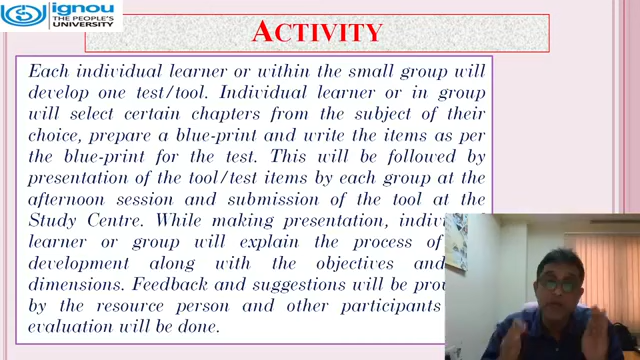 ignou
THE PEOPLE'S
UNIVERSITY
ACTIVITY
Each individual learner or within the small group will
develop one test/tool. Individual learner or in group
will select certain chapters from the subject of their
choice, prepare a blue-print and write the items as per
the blue-print for the test. This will be followed by
presentation of the tool/test items by each group at the
afternoon session and submission of the tool at the
Study Centre. While making presentation,
learner or group will explain the process of
development along with the objectives and
dimensions. Feedback and suggestions will be
by the resource person and other participants
evaluation will be done.